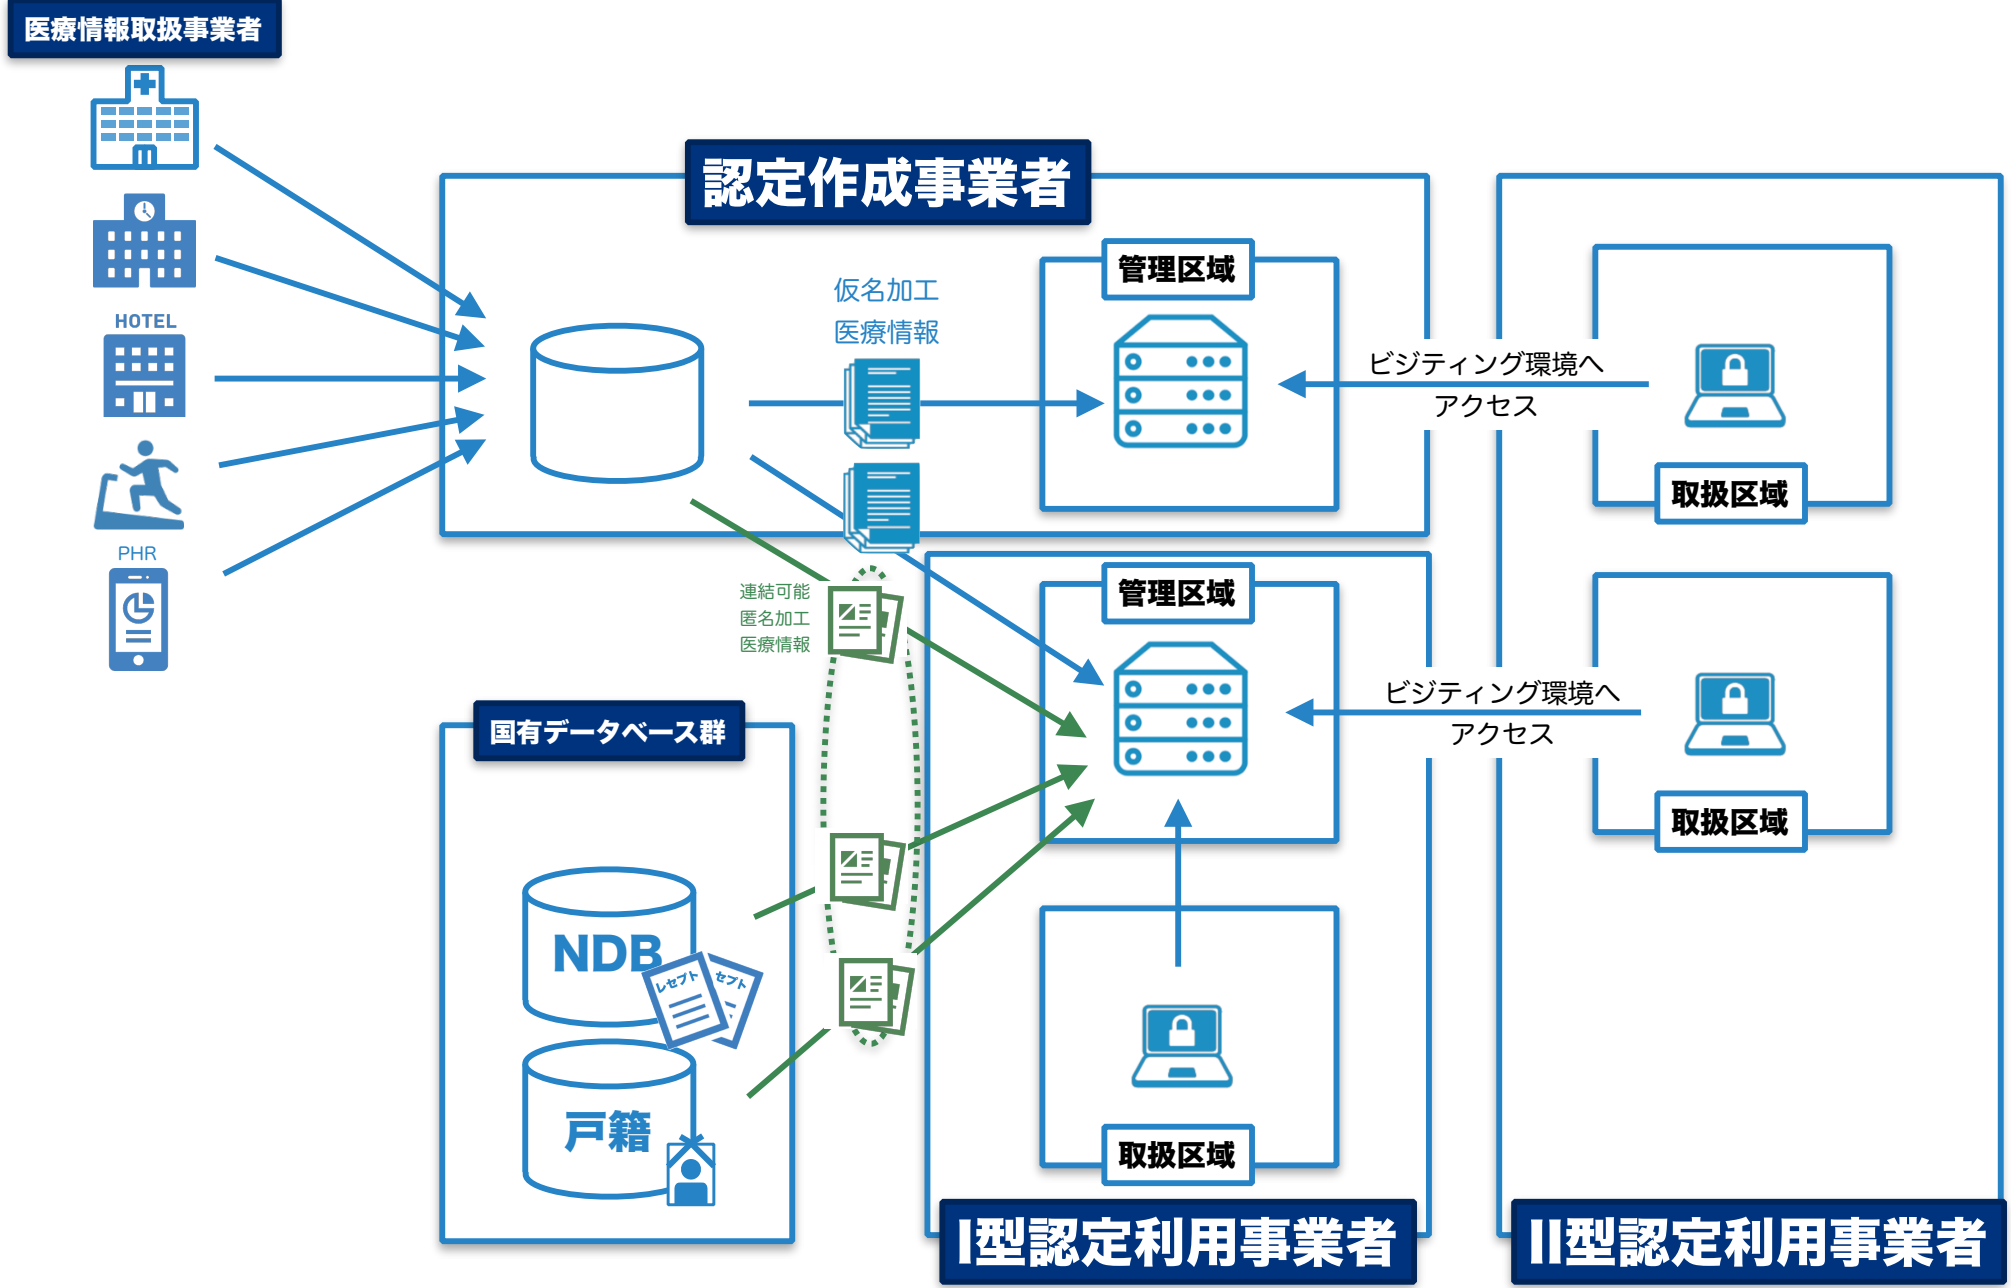 医療情報取扱事業者
HOTEL
PHR
認定作成事業者
仮名加工
医療情報
管理区域
ビジティング環境へ
アクセス
取扱区域
連結可能
匿名加工
医療情報
管理区域
ビジティング環境へ
アクセス
取扱区域
国有データベース群
NDB
レセプト
セプト
戸籍
取扱区域
I型認定利用事業者
II型認定利用事業者